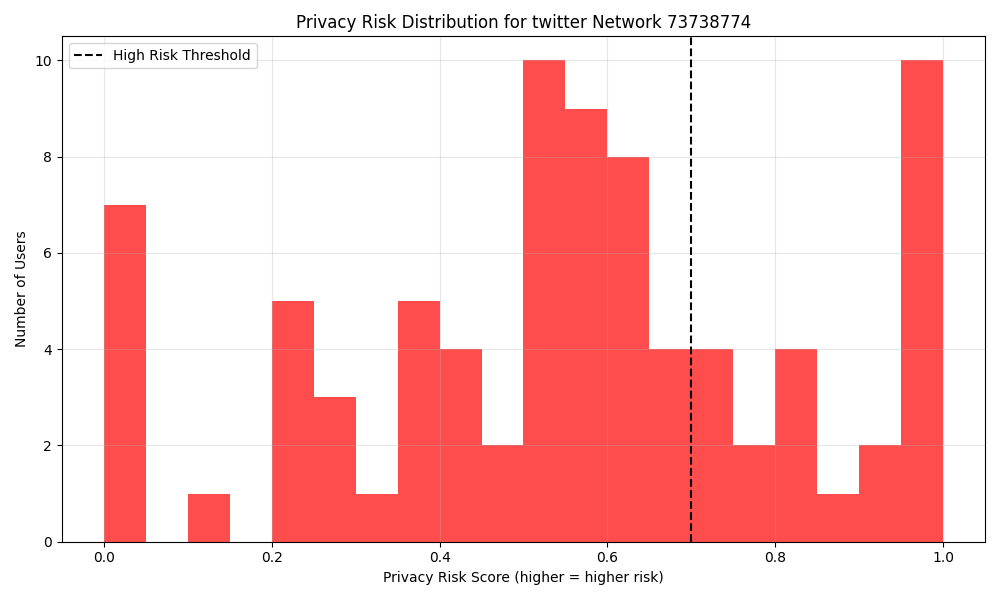 Privacy Risk Distribution for twitter Network 73738774
High Risk Threshold
Number of Users
10
8
6
4
2
0
0.0 0.2 0.4 0.6 0.8 1.0
Privacy Risk Score (higher = higher risk)